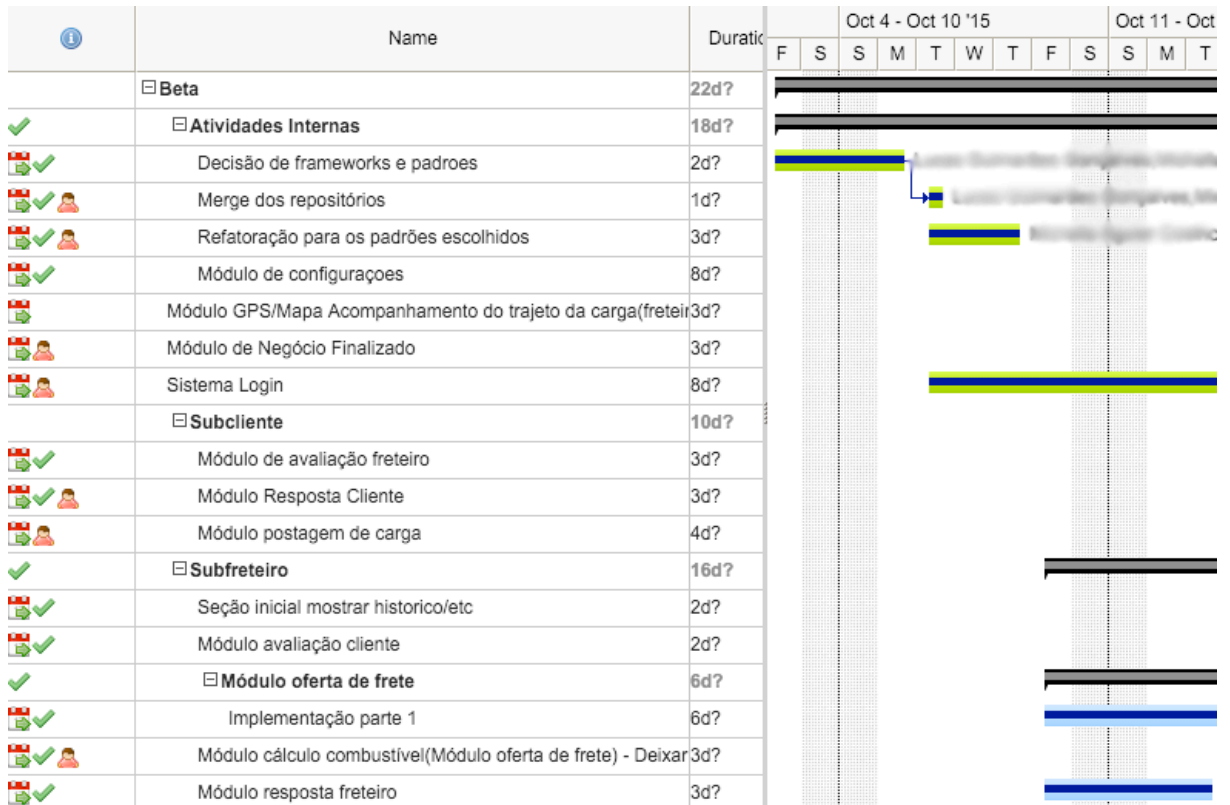 Oct 4 - Oct 10 '15 Oct 11 - Oct
Name Duratio
F S S M T W T F S S M T
Beta 22d?
Atividades Internas 18d?
Decisão de frameworks e padroes 2d?
Merge dos repositórios 1d?
Refatoração para os padrões escolhidos 3d?
Módulo de configuraçoes 8d?
Módulo GPS/Mapa Acompanhamento do trajeto da carga(freteir 3d?
Módulo de Negócio Finalizado 3d?
Sistema Login 8d?
Subcliente 10d?
Módulo de avaliação freteiro 3d?
Módulo Resposta Cliente 3d?
Módulo postagem de carga 4d?
Subfreteiro 16d?
Seção inicial mostrar historico/etc 2d?
Módulo avaliação cliente 2d?
Módulo oferta de frete 6d?
Implementação parte 1 6d?
Módulo cálculo combustível(Módulo oferta de frete) - Deixar 3d?
Módulo resposta freteiro 3d?